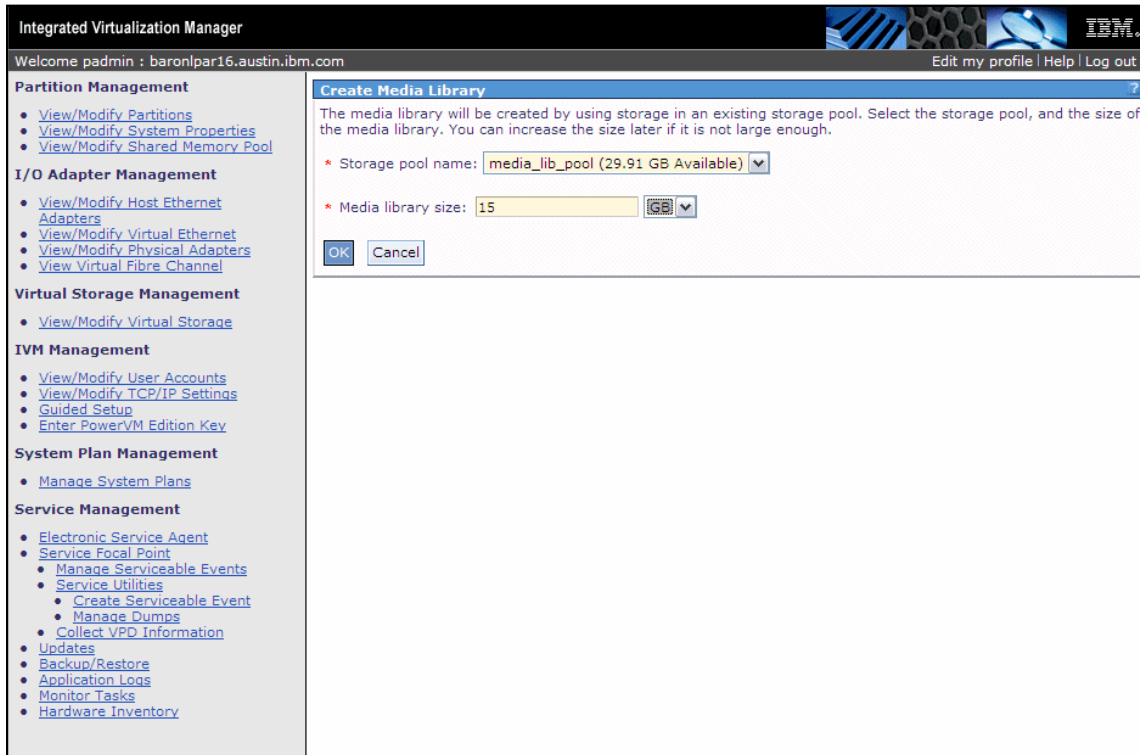 Integrated Virtualization Manager
IBM.
Welcome padmin : baronlpar16.austin.ibm.com
Edit my profile | Help | Log out
Partition Management
• View/Modify Partitions
• View/Modify System Properties
• View/Modify Shared Memory Pool
I/O Adapter Management
• View/Modify Host Ethernet
Adapters
• View/Modify Virtual Ethernet
• View/Modify Physical Adapters
• View Virtual Fibre Channel
Virtual Storage Management
• View/Modify Virtual Storage
IVM Management
• View/Modify User Accounts
• View/Modify TCP/IP Settings
• Guided Setup
• Enter PowerVM Edition Key
System Plan Management
• Manage System Plans
Service Management
• Electronic Service Agent
• Service Focal Point
• Manage Serviceable Events
• Service Utilities
• Create Serviceable Event
• Manage Dumps
• Collect VPD Information
• Updates
• Backup/Restore
• Application Logs
• Monitor Tasks
• Hardware Inventory
Create Media Library
?
The media library will be created by using storage in an existing storage pool. Select the storage pool, and the size of
the media library. You can increase the size later if it is not large enough.
* Storage pool name: media_lib_pool (29.91 GB Available)
* Media library size: 15 GB
OK Cancel